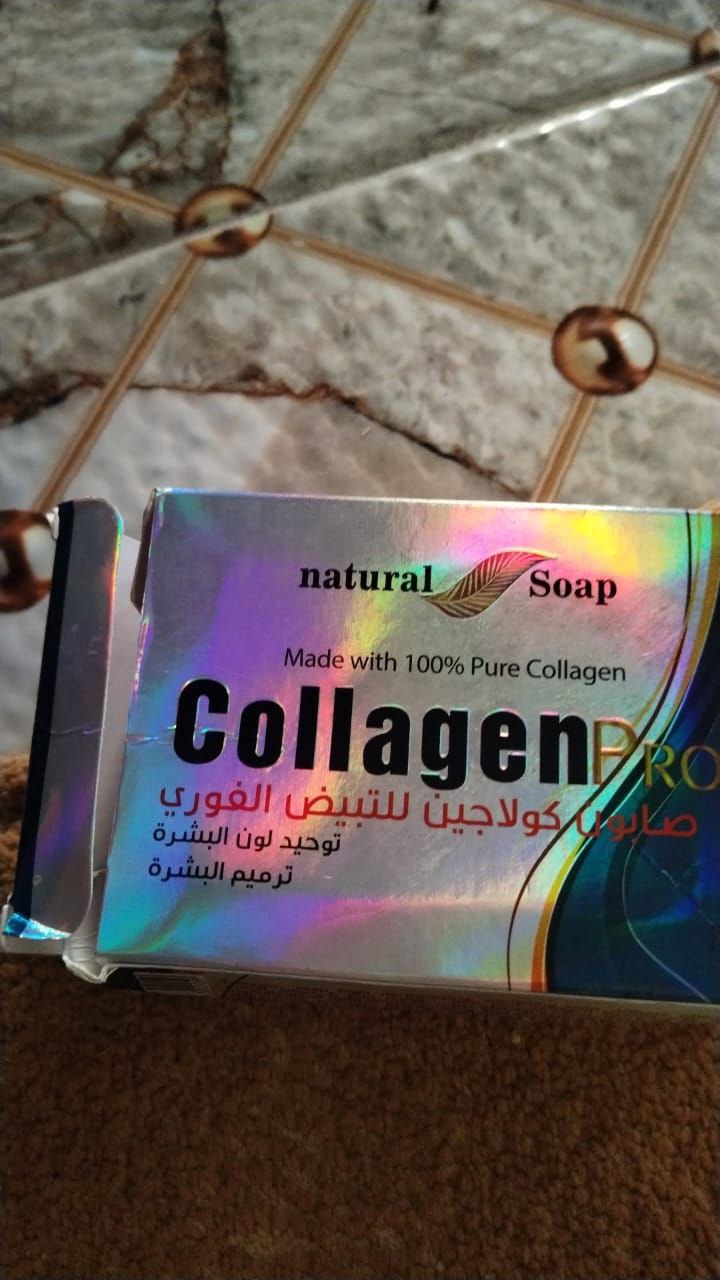 natural Soap
Made with 100% Pure Collagen
Collagen PRO
صابون كولاجين للتبيض الفوري
توحيد لون البشرة
ترميم البشرة